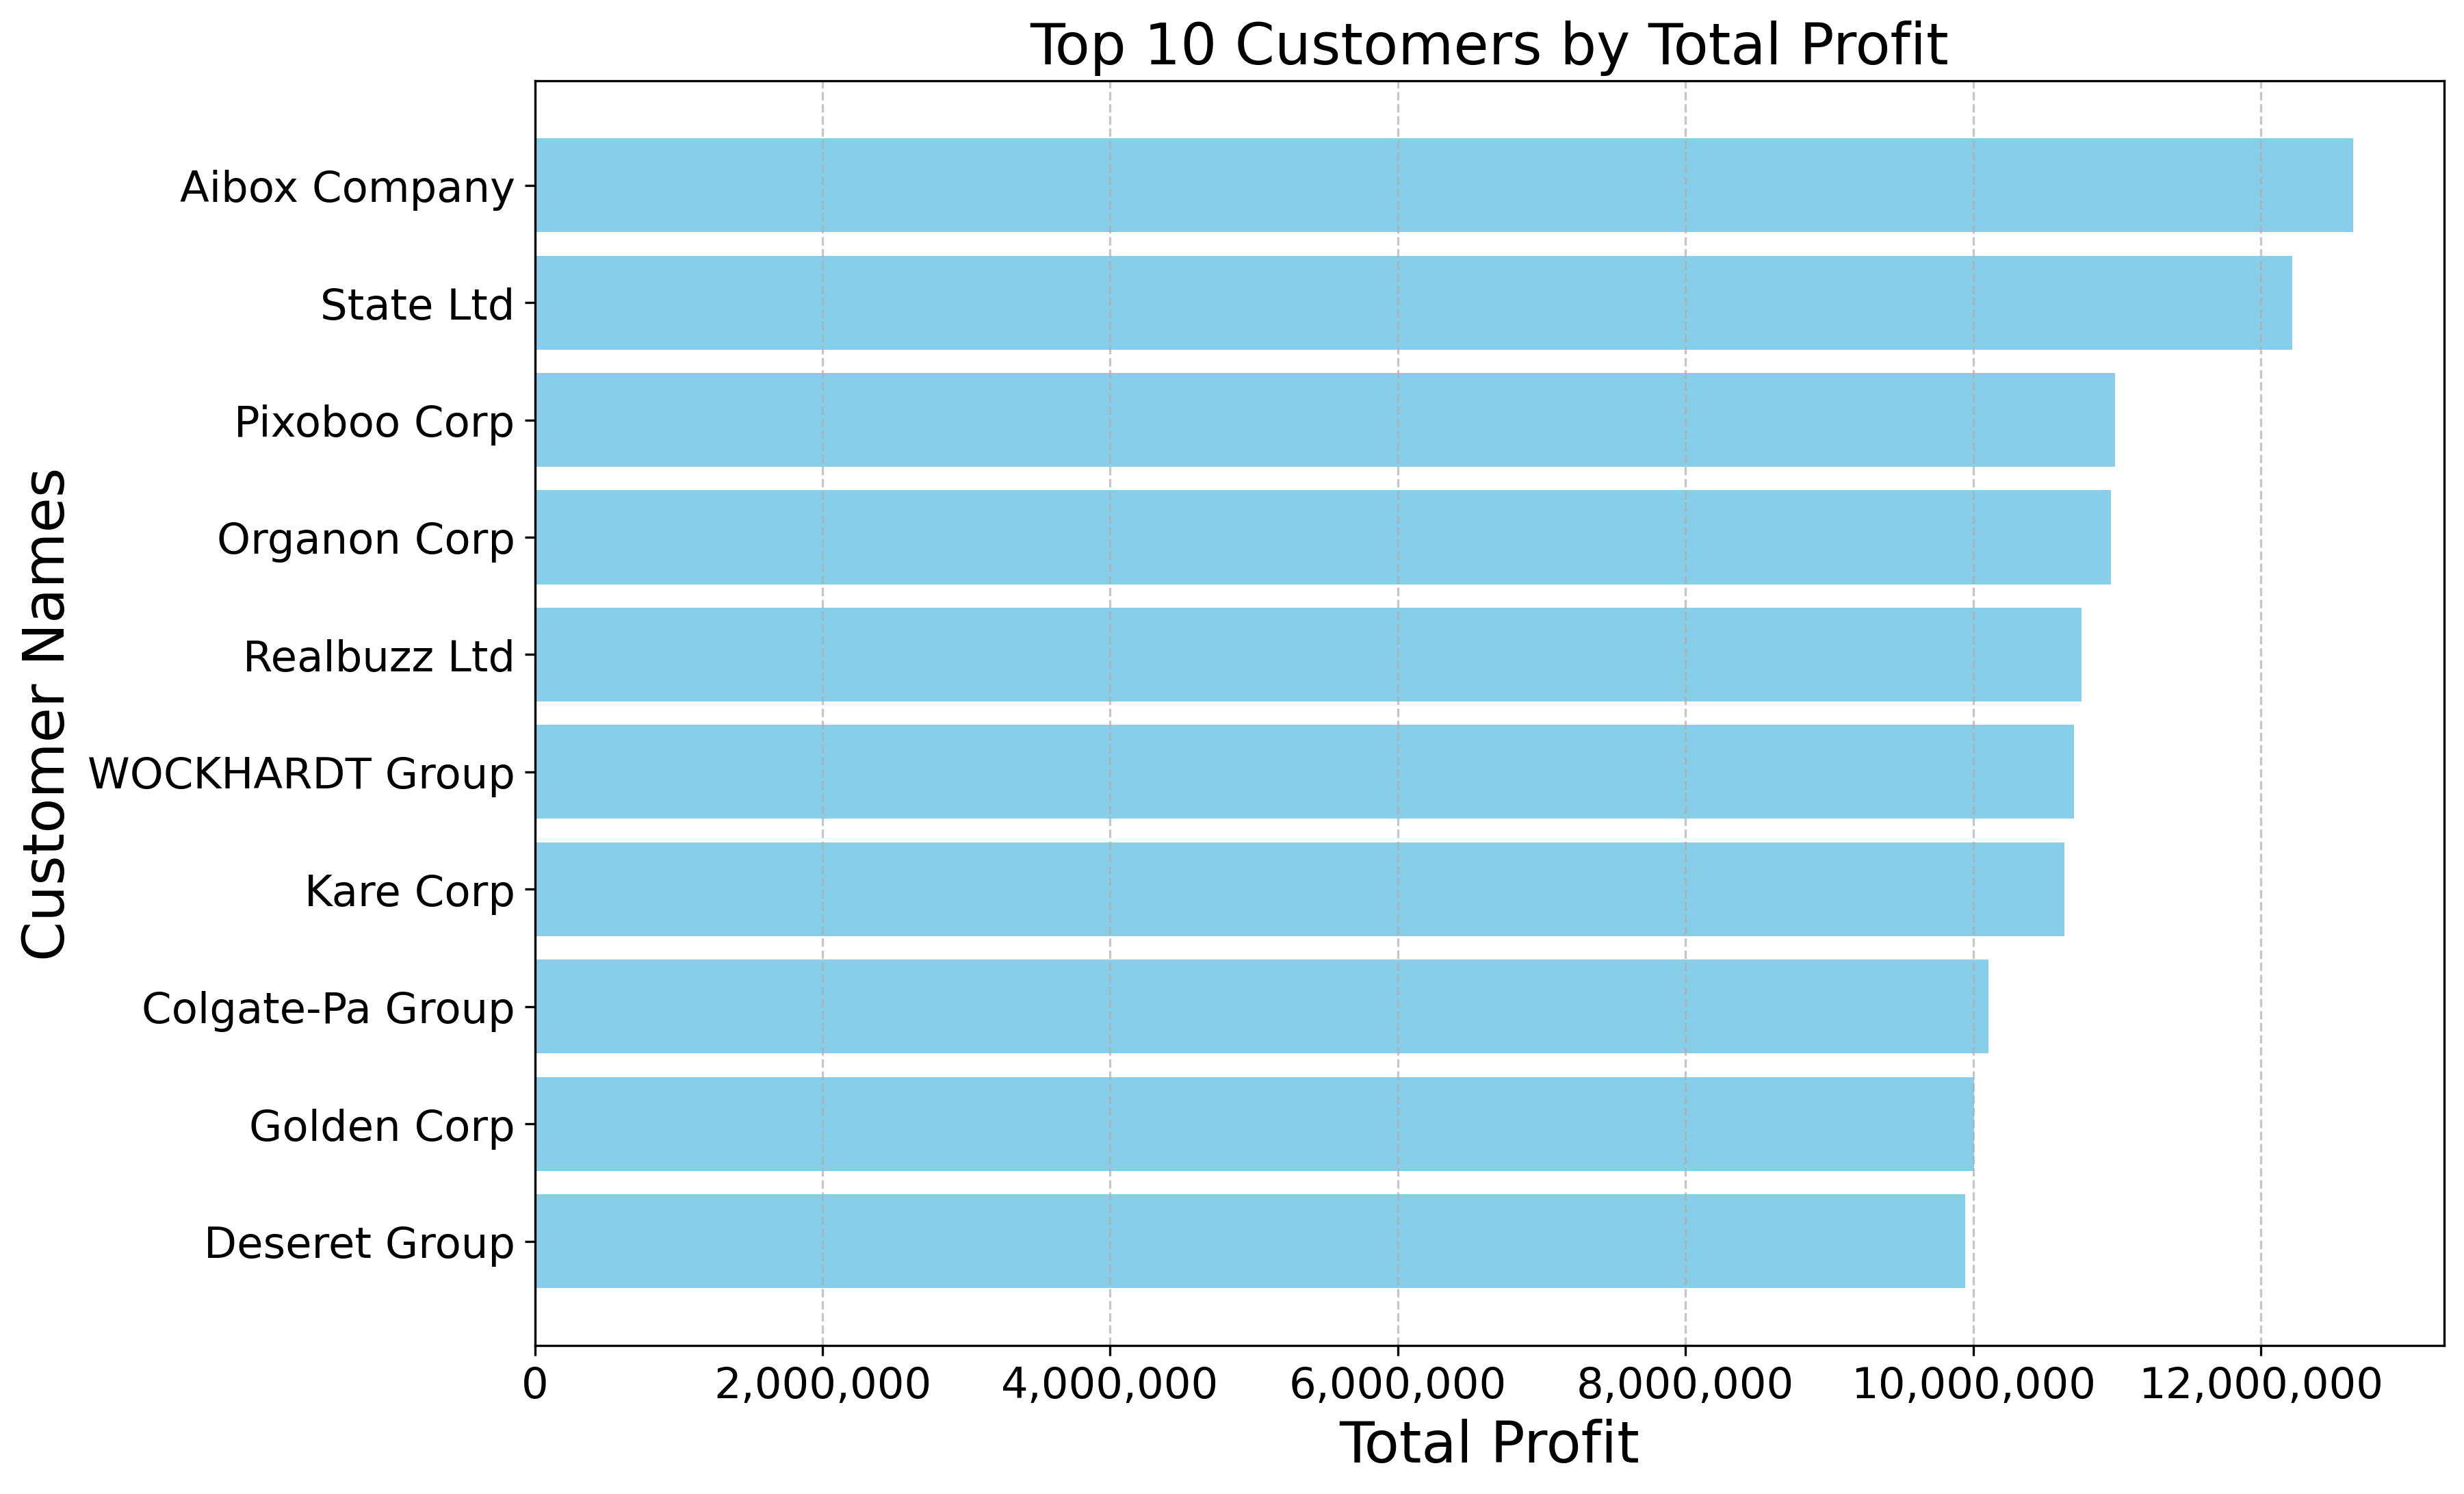 Top 10 Customers by Total Profit
Customer Names
Aibox Company
State Ltd
Pixoboo Corp
Organon Corp
Realbuzz Ltd
WOCKHARDT Group
Kare Corp
Colgate-Pa Group
Golden Corp
Deseret Group
0 2,000,000 4,000,000 6,000,000 8,000,000 10,000,000 12,000,000
Total Profit